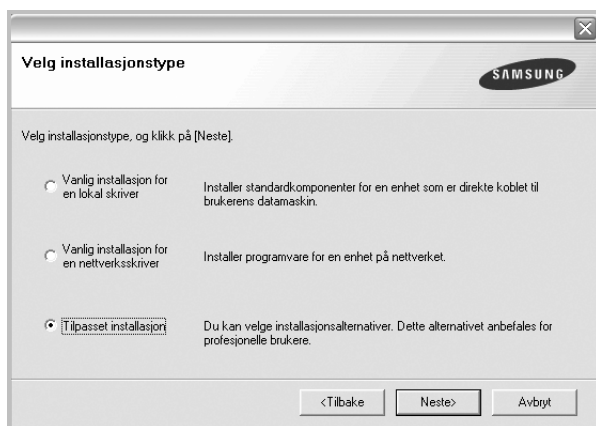 Velg installasjonstype
SAMSUNG
Velg installasjonstype, og klikk på [Neste].
Vanlig installasjon for
en lokal skriver
Installer standardkomponenter for en enhet som er direkte koblet til
brukerens datamaskin.
Vanlig installasjon for
en nettverksskriver
Installer programvare for en enhet på nettverket.
Tilpasset installasjon
Du kan velge installasjonsalternativer. Dette alternativet anbefales for
profesjonelle brukere.
<Tilbake
Neste>
Avbryt